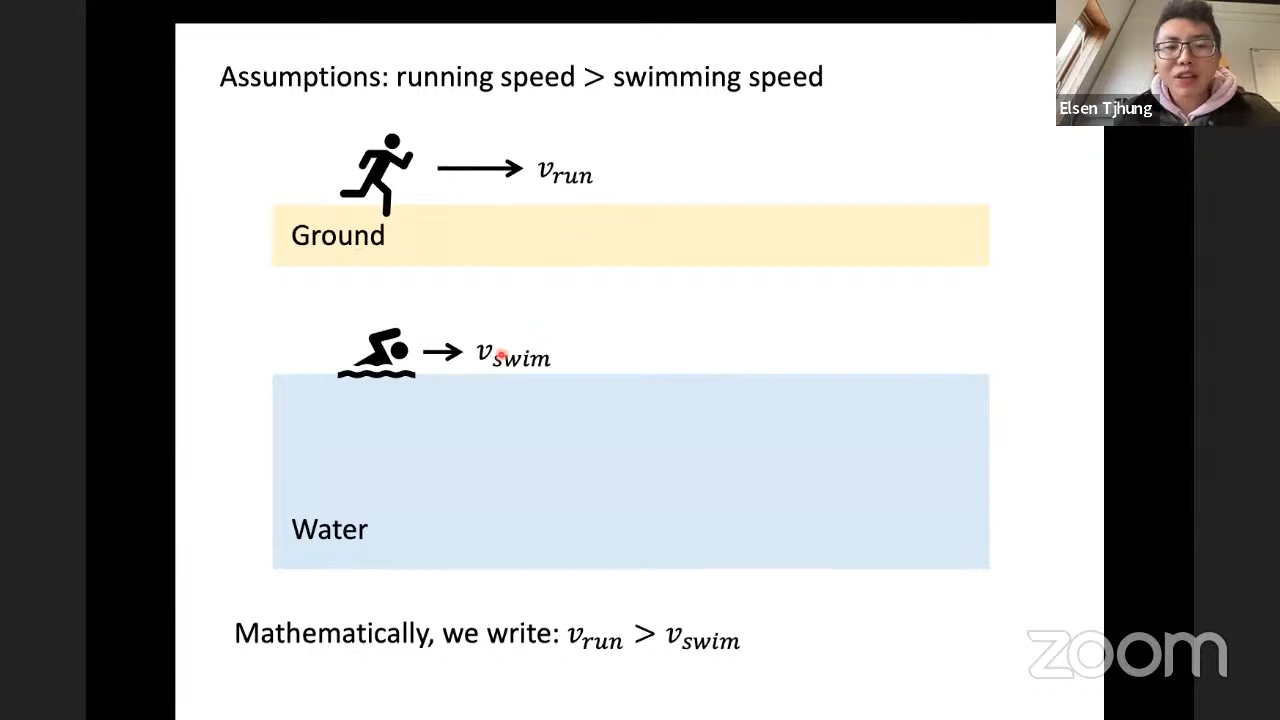 Assumptions: running speed > swimming speed
Elsen Tjhung
v_run
Ground
v_swim
Water
Mathematically, we write: v_run > v_swim
zoom